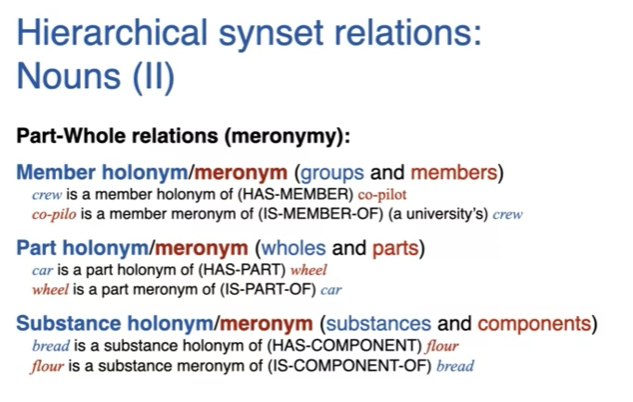 Hierarchical synset relations:
Nouns (II)
Part-Whole relations (meronymy):
Member holonym/meronym (groups and members)
crew is a member holonym of (HAS-MEMBER) co-pilot
co-pilo is a member meronym of (IS-MEMBER-OF) (a university's) crew
Part holonym/meronym (wholes and parts)
car is a part holonym of (HAS-PART) wheel
wheel is a part meronym of (IS-PART-OF) car
Substance holonym/meronym (substances and components)
bread is a substance holonym of (HAS-COMPONENT) flour
flour is a substance meronym of (IS-COMPONENT-OF) bread